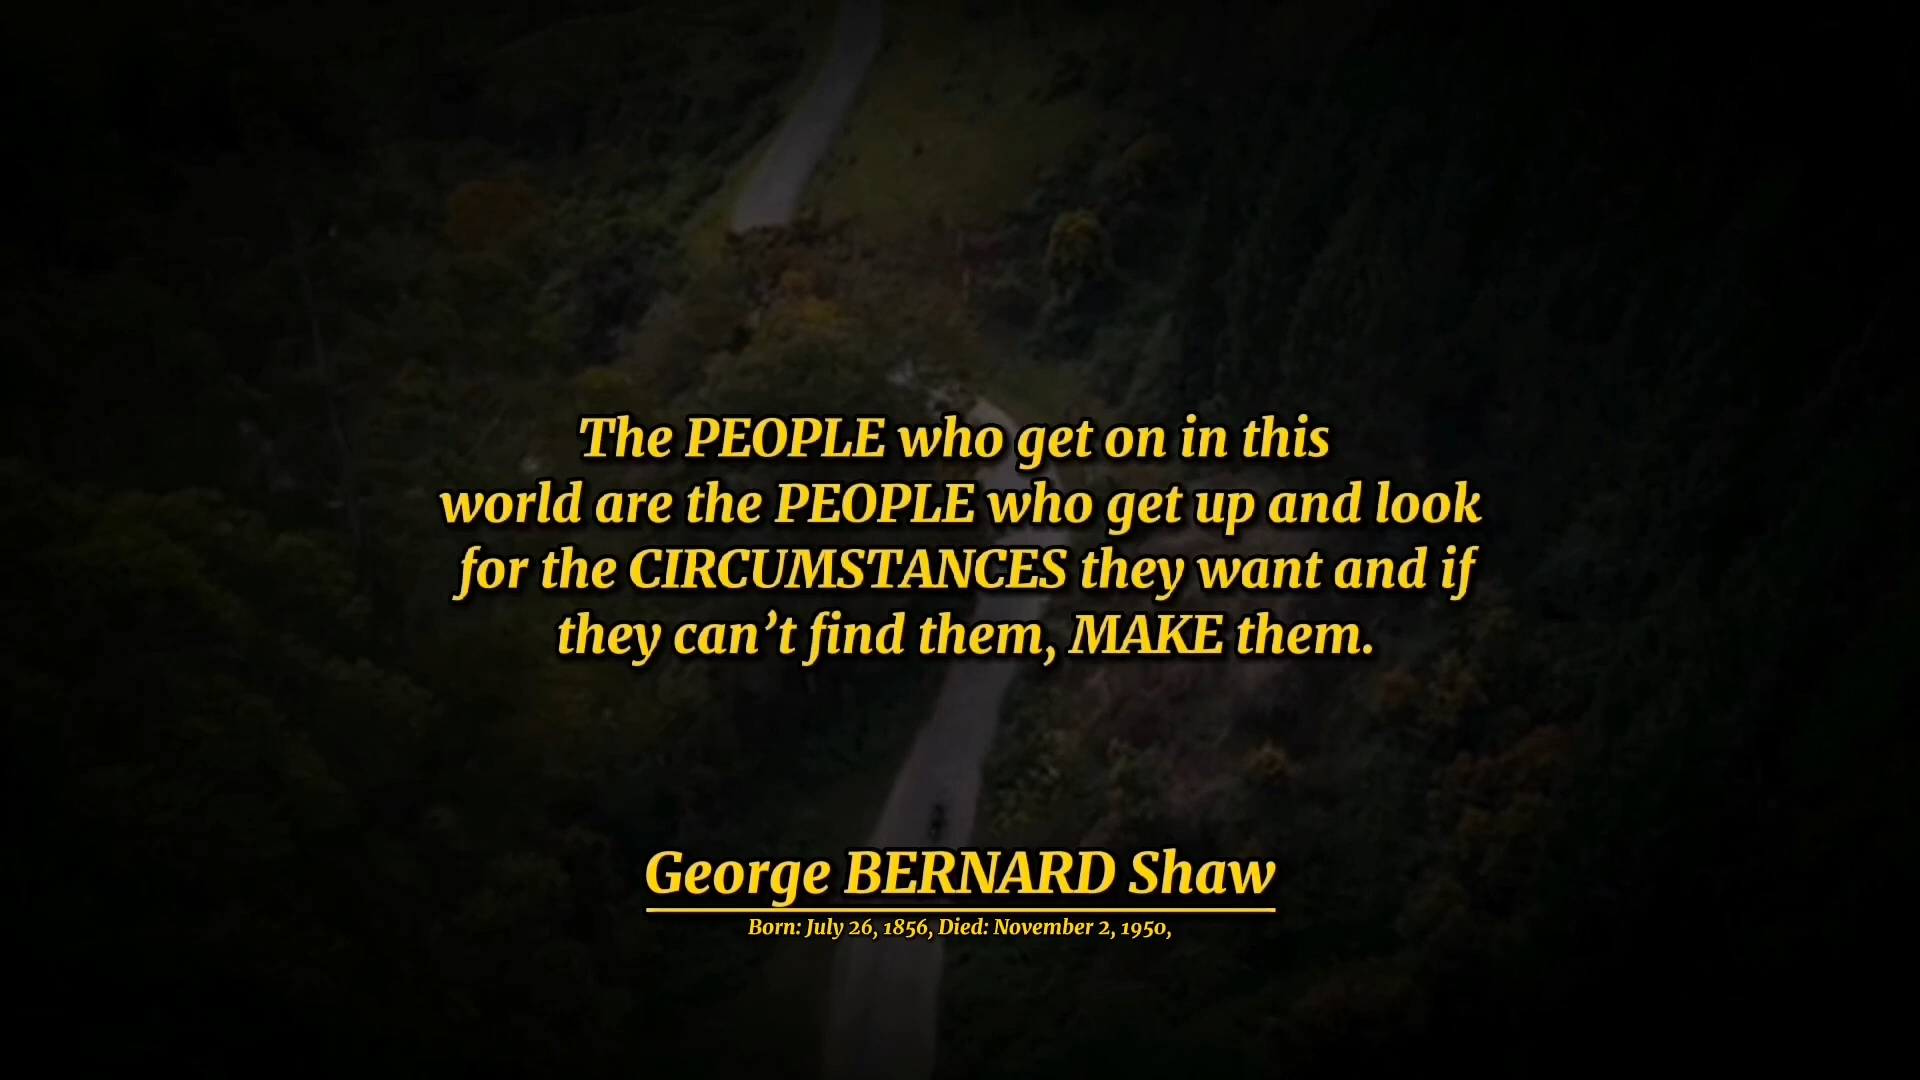 The PEOPLE who get on in this
world are the PEOPLE who get up and look
for the CIRCUMSTANCES they want and if
they can’t find them, MAKE them.
George BERNARD Shaw
Born: July 26, 1856, Died: November 2, 1950,